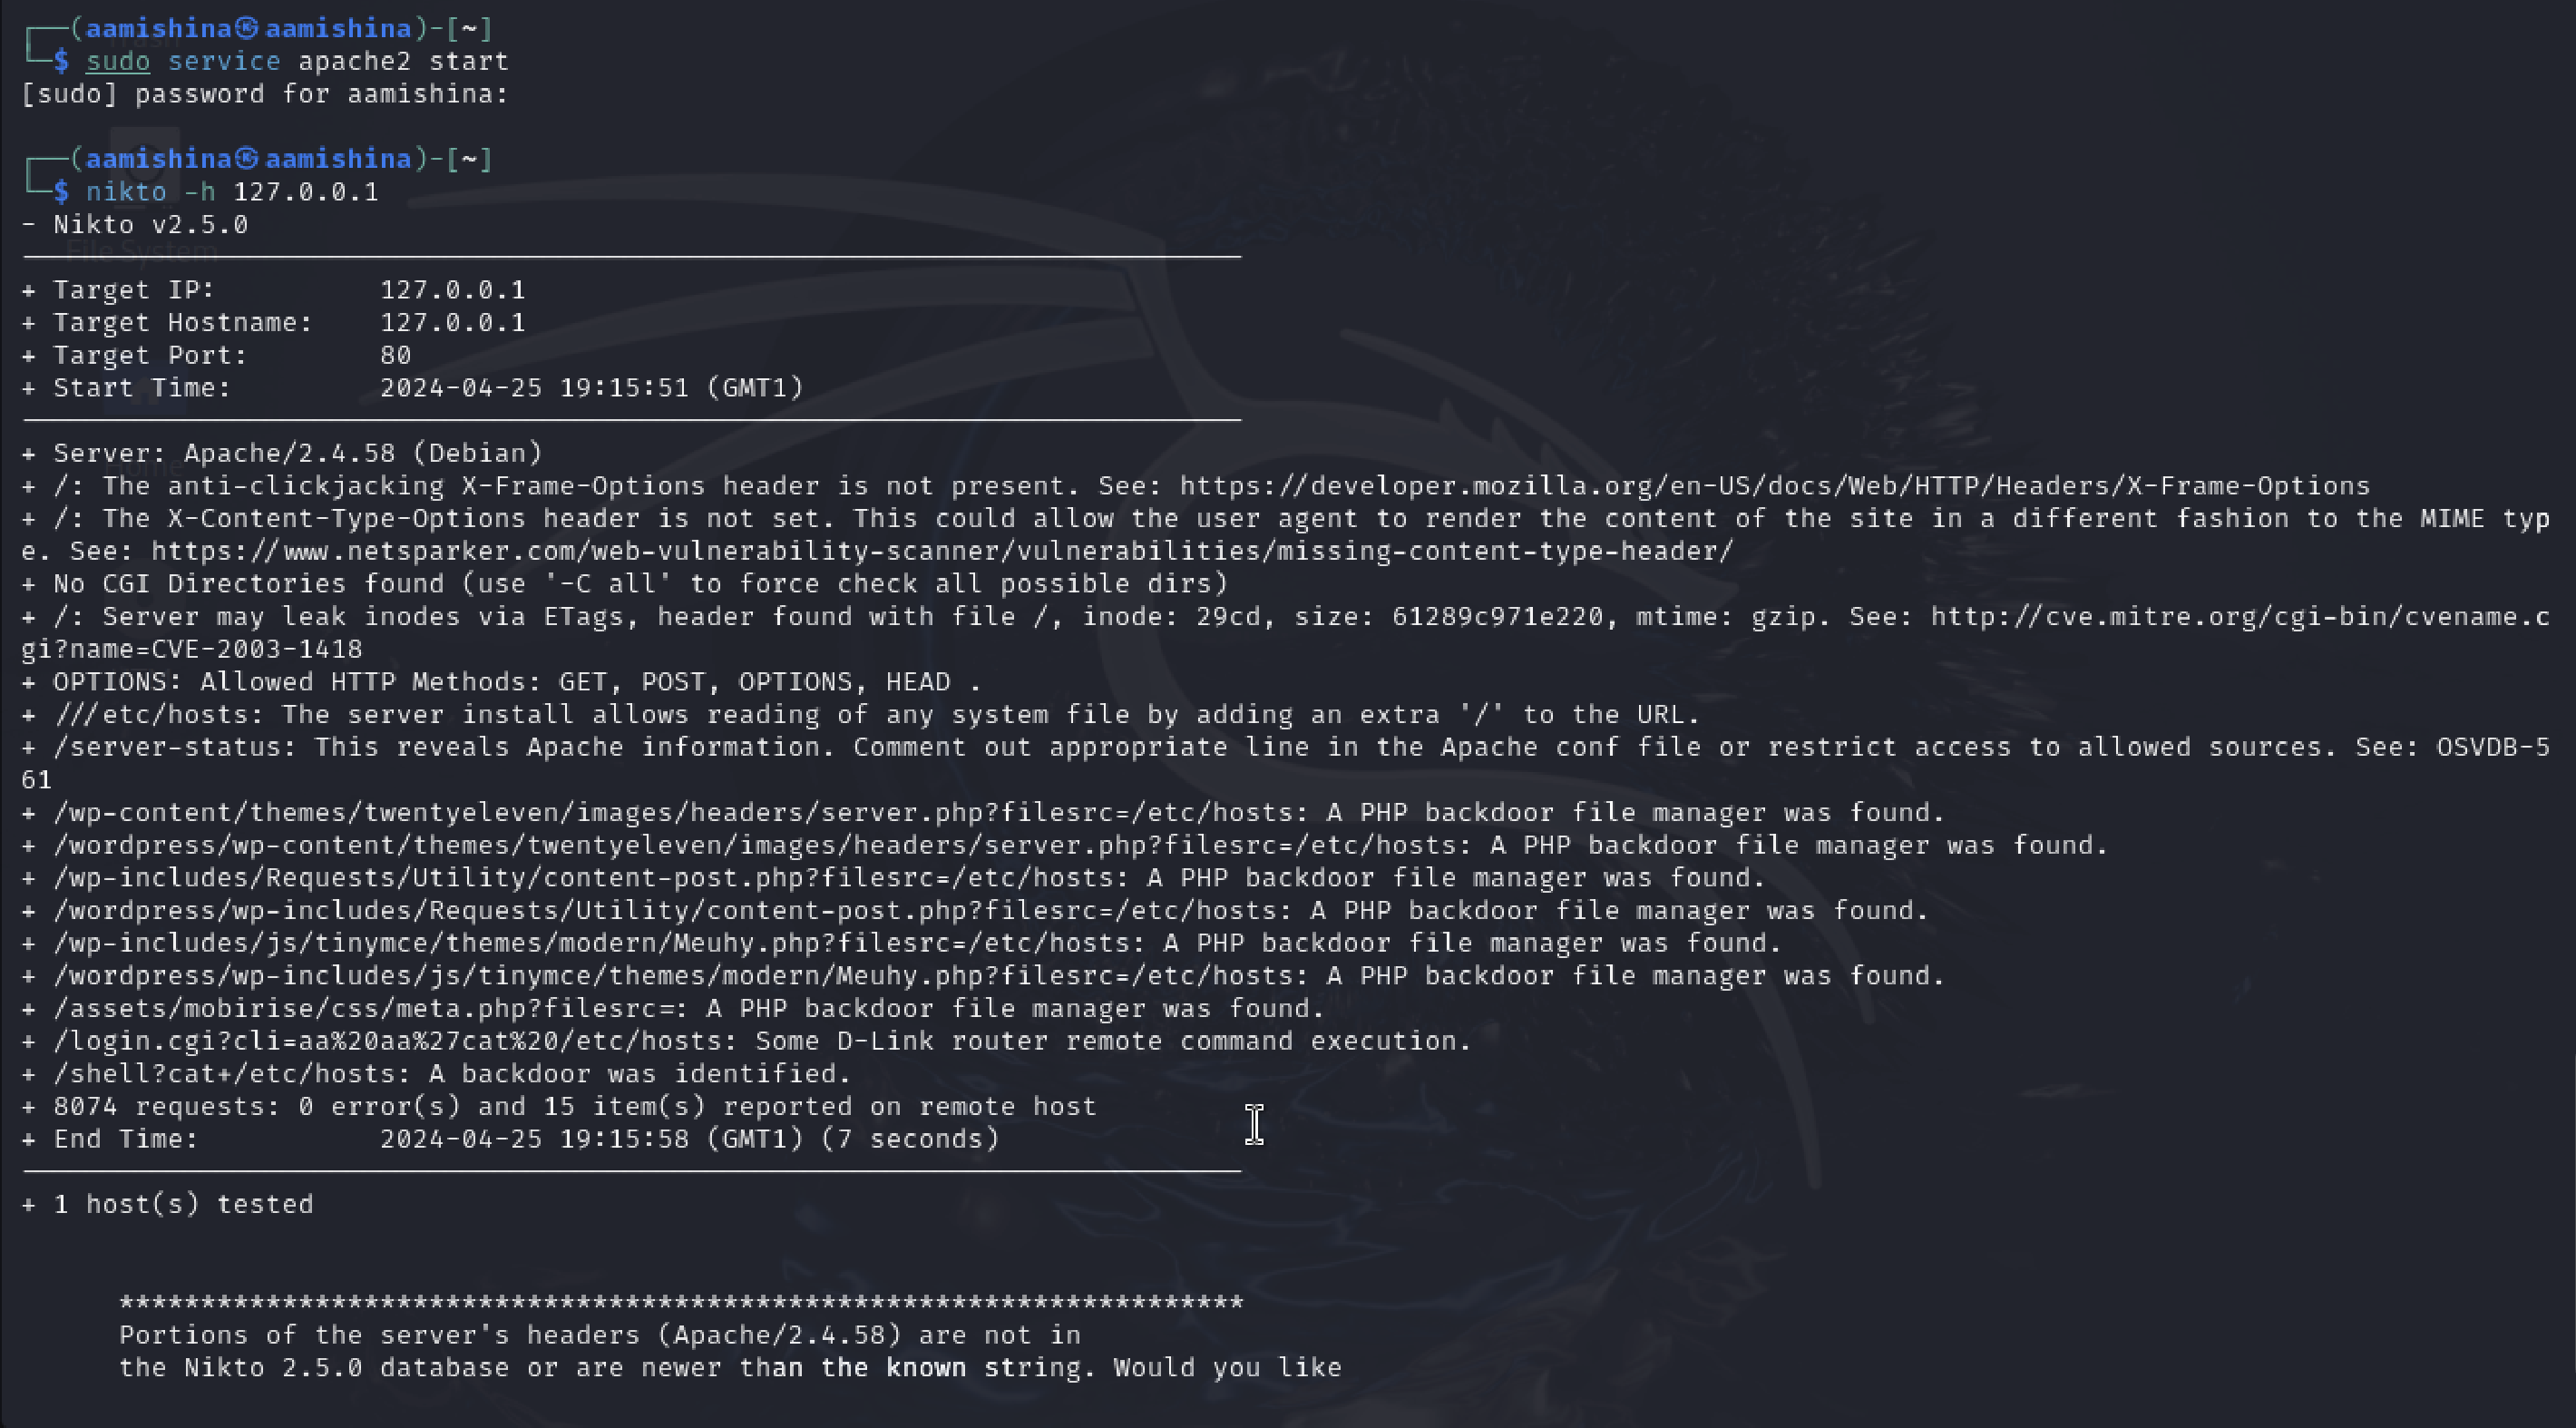 ┌──(aamishina㉿aamishina)-[~]
└─$ sudo service apache2 start
[sudo] password for aamishina:
┌──(aamishina㉿aamishina)-[~]
└─$ nikto -h 127.0.0.1
- Nikto v2.5.0
File System
+ Target IP:          127.0.0.1
+ Target Hostname:    127.0.0.1
+ Target Port:        80
+ Start Time:         2024-04-25 19:15:51 (GMT1)
+ Server: Apache/2.4.58 (Debian)
Home
+ /: The anti-clickjacking X-Frame-Options header is not present. See: https://developer.mozilla.org/en-US/docs/Web/HTTP/Headers/X-Frame-Options
+ /: The X-Content-Type-Options header is not set. This could allow the user agent to render the content of the site in a different fashion to the MIME typ
e. See: https://www.netsparker.com/web-vulnerability-scanner/vulnerabilities/missing-content-type-header/
+ No CGI Directories found (use '-C all' to force check all possible dirs)
+ /: Server may leak inodes via ETags, header found with file /, inode: 29cd, size: 61289c971e220, mtime: gzip. See: http://cve.mitre.org/cgi-bin/cvename.c
gi?name=CVE-2003-1418
+ OPTIONS: Allowed HTTP Methods: GET, POST, OPTIONS, HEAD .
+ ///etc/hosts: The server install allows reading of any system file by adding an extra '/' to the URL.
+ /server-status: This reveals Apache information. Comment out appropriate line in the Apache conf file or restrict access to allowed sources. See: OSVDB-5
61
+ /wp-content/themes/twentyeleven/images/headers/server.php?filesrc=/etc/hosts: A PHP backdoor file manager was found.
+ /wordpress/wp-content/themes/twentyeleven/images/headers/server.php?filesrc=/etc/hosts: A PHP backdoor file manager was found.
+ /wp-includes/Requests/Utility/content-post.php?filesrc=/etc/hosts: A PHP backdoor file manager was found.
+ /wordpress/wp-includes/Requests/Utility/content-post.php?filesrc=/etc/hosts: A PHP backdoor file manager was found.
+ /wp-includes/js/tinymce/themes/modern/Meuhy.php?filesrc=/etc/hosts: A PHP backdoor file manager was found.
+ /wordpress/wp-includes/js/tinymce/themes/modern/Meuhy.php?filesrc=/etc/hosts: A PHP backdoor file manager was found.
+ /assets/mobirise/css/meta.php?filesrc=: A PHP backdoor file manager was found.
+ /login.cgi?cli=aa%20aa%27cat%20/etc/hosts: Some D-Link router remote command execution.
+ /shell?cat+/etc/hosts: A backdoor was identified.
+ 8074 requests: 0 error(s) and 15 item(s) reported on remote host
+ End Time:           2024-04-25 19:15:58 (GMT1) (7 seconds)
+ 1 host(s) tested
*********************************************************************
Portions of the server's headers (Apache/2.4.58) are not in
the Nikto 2.5.0 database or are newer than the known string. Would you like